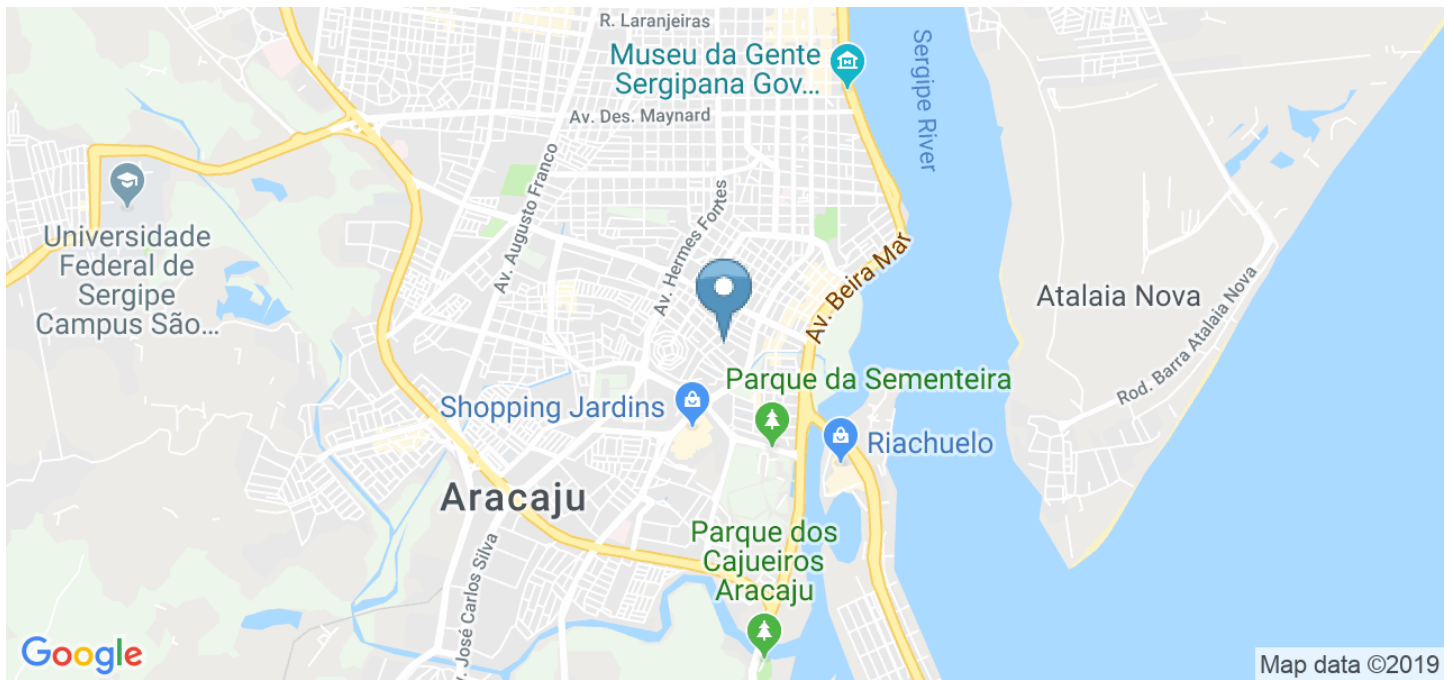 R. Laranjeiras
Museu da Gente
Sergipana Gov...
Sergipe River
Av. Des. Maynard
Av. Augusto Franco
Av. Hermes Fontes
Universidade
Federal de
Sergipe
Campus São...
Av. Beira Mar
Atalaia Nova
Rod. Barra Atalaia Nova
Parque da Sementeira
Shopping Jardins
Riachuelo
Aracaju
Parque dos
Cajueiros
Aracaju
. José Carlos Silva
Google
Map data ©2019